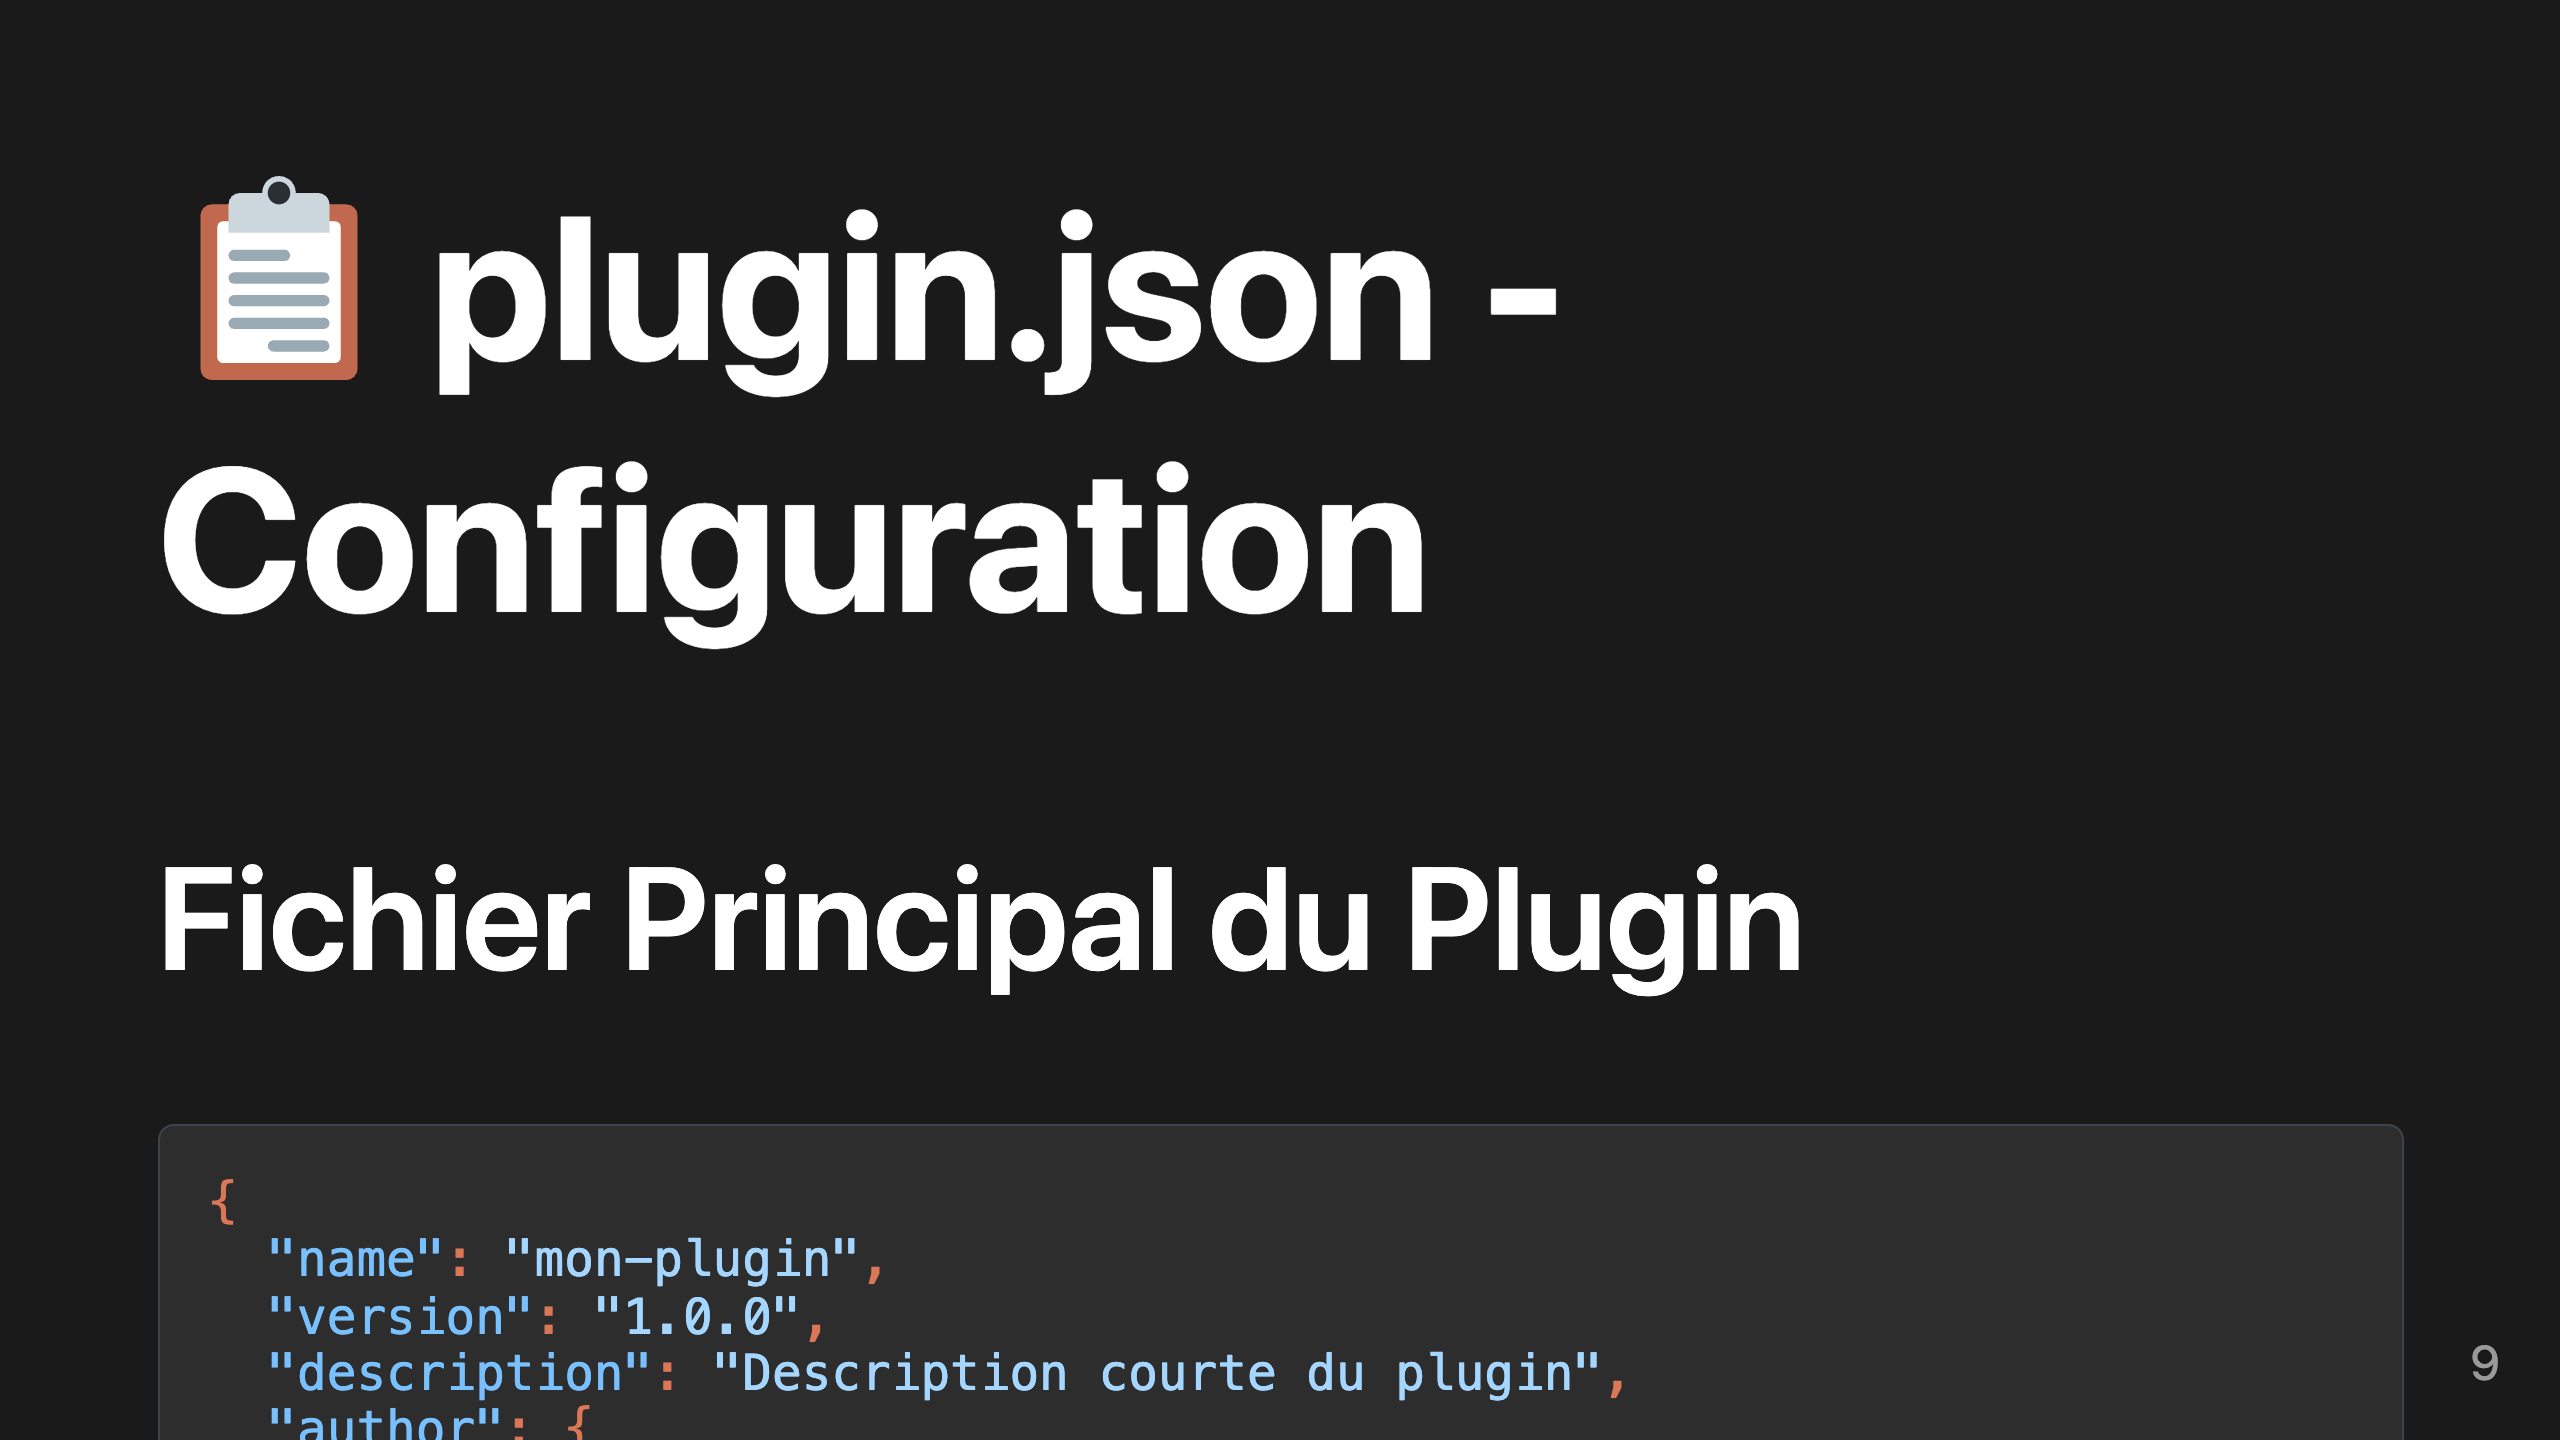 plugin.json -
Configuration
Fichier Principal du Plugin
{
"name": "mon-plugin",
"version": "1.0.0",
"description": "Description courte du plugin",
"author": {
9